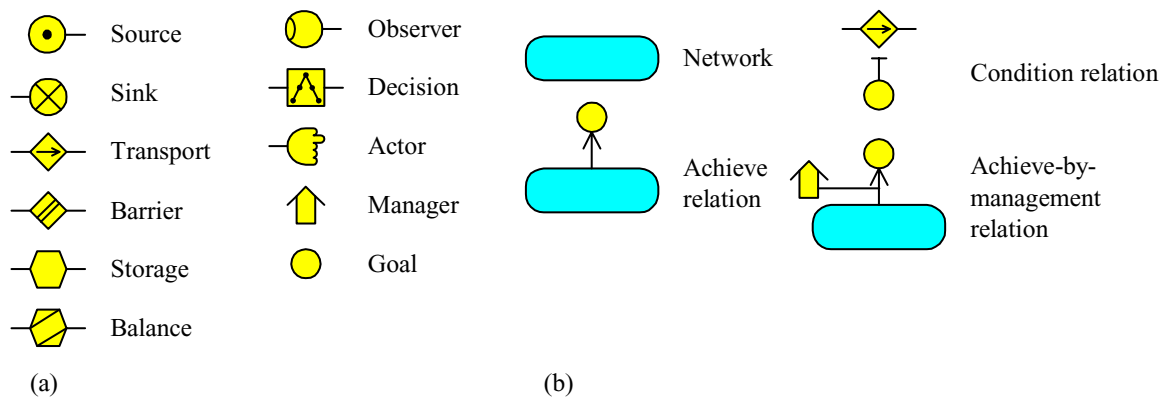 Source
Sink
Transport
Barrier
Storage
Balance
Observer
Decision
Actor
Manager
Goal
(a)
Network
Achieve
relation
Condition relation
Achieve-by-
management
relation
(b)